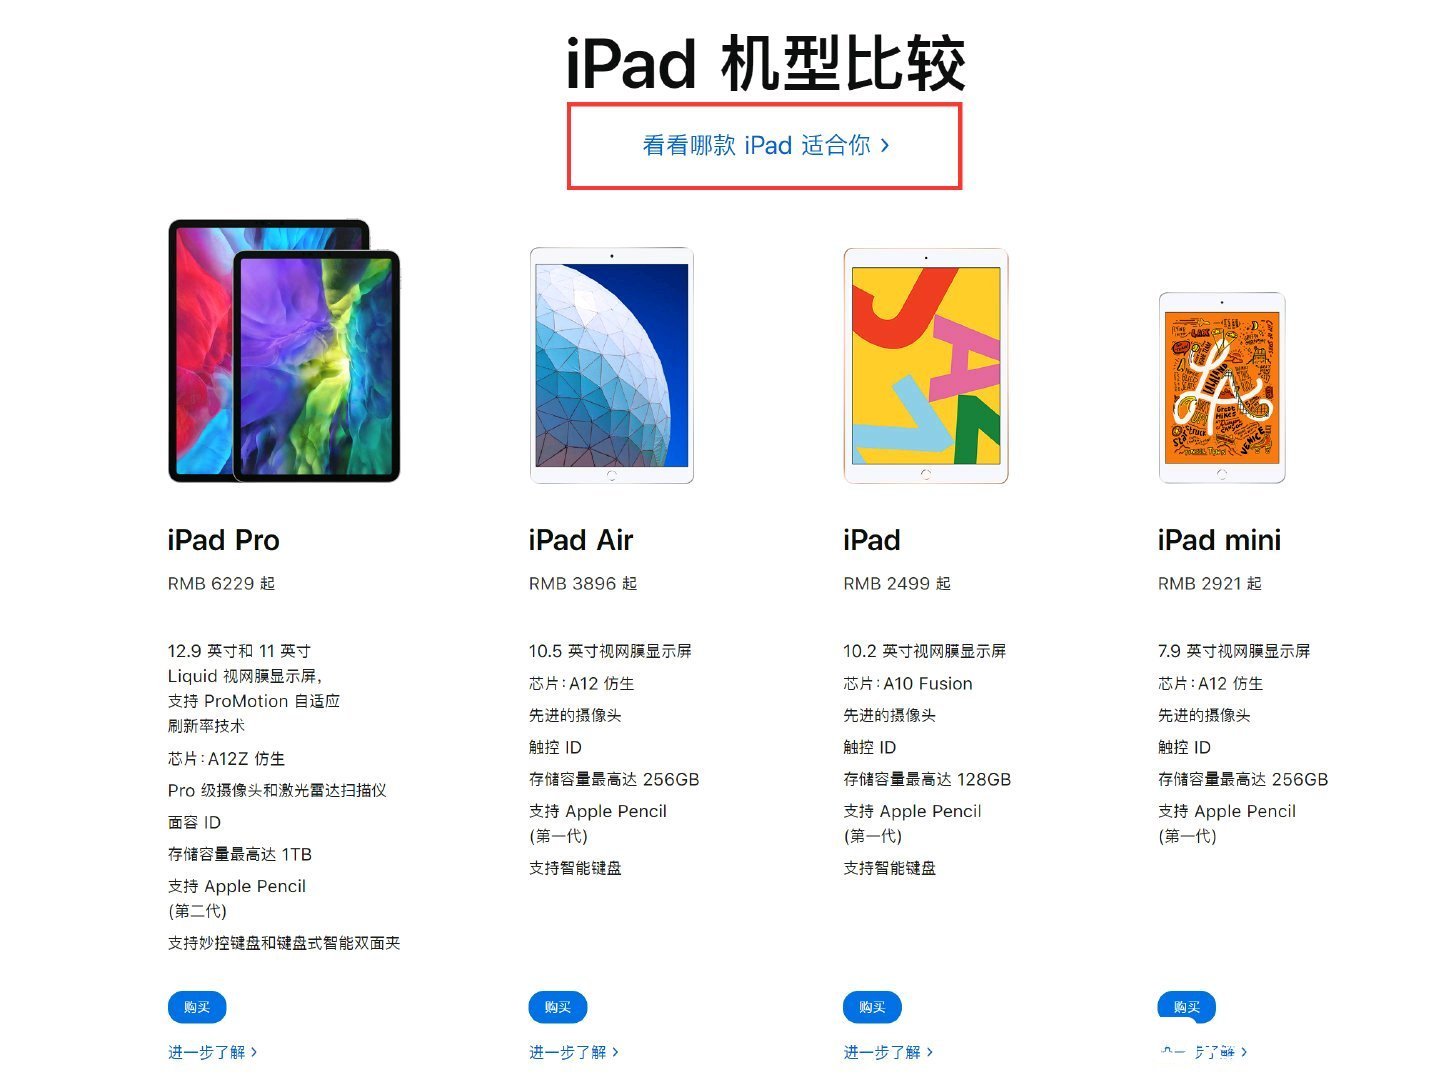 iPad 机型比较
看看哪款 iPad 适合你 ›
iPad Pro
RMB 6229 起
12.9 英寸和 11 英寸
Liquid 视网膜显示屏，
支持 ProMotion 自适应
刷新率技术
芯片：A12Z 仿生
Pro 级摄像头和激光雷达扫描仪
面容 ID
存储容量最高达 1TB
支持 Apple Pencil
(第二代)
支持妙控键盘和键盘式智能双面夹
购买
进一步了解 ›
iPad Air
RMB 3896 起
10.5 英寸视网膜显示屏
芯片：A12 仿生
先进的摄像头
触控 ID
存储容量最高达 256GB
支持 Apple Pencil
(第一代)
支持智能键盘
购买
进一步了解 ›
iPad
RMB 2499 起
10.2 英寸视网膜显示屏
芯片：A10 Fusion
先进的摄像头
触控 ID
存储容量最高达 128GB
支持 Apple Pencil
(第一代)
支持智能键盘
购买
进一步了解 ›
VENICE
iPad mini
RMB 2921 起
7.9 英寸视网膜显示屏
芯片：A12 仿生
先进的摄像头
触控 ID
存储容量最高达 256GB
支持 Apple Pencil
(第一代)
购买
步了解 ›